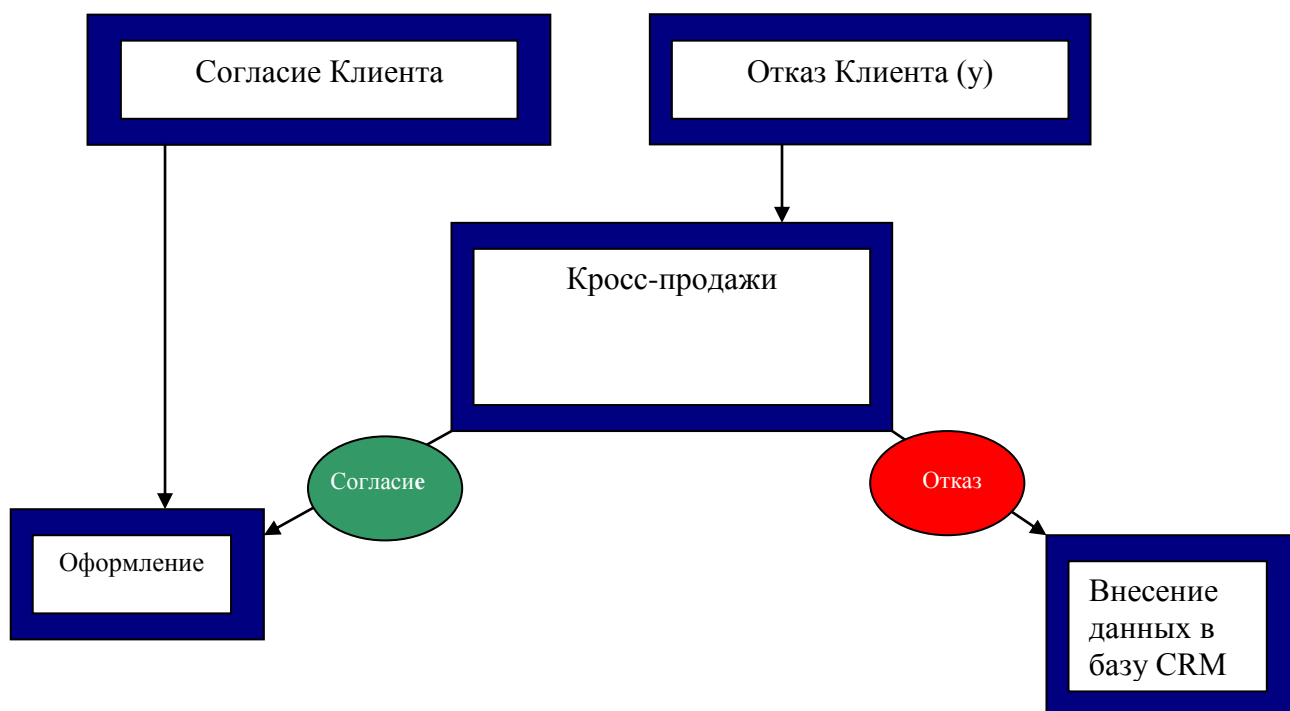 Согласие Клиента
Отказ Клиента (у)
Кросс-продажи
Согласие
Отказ
Оформление
Внесение
данных в
базу CRM